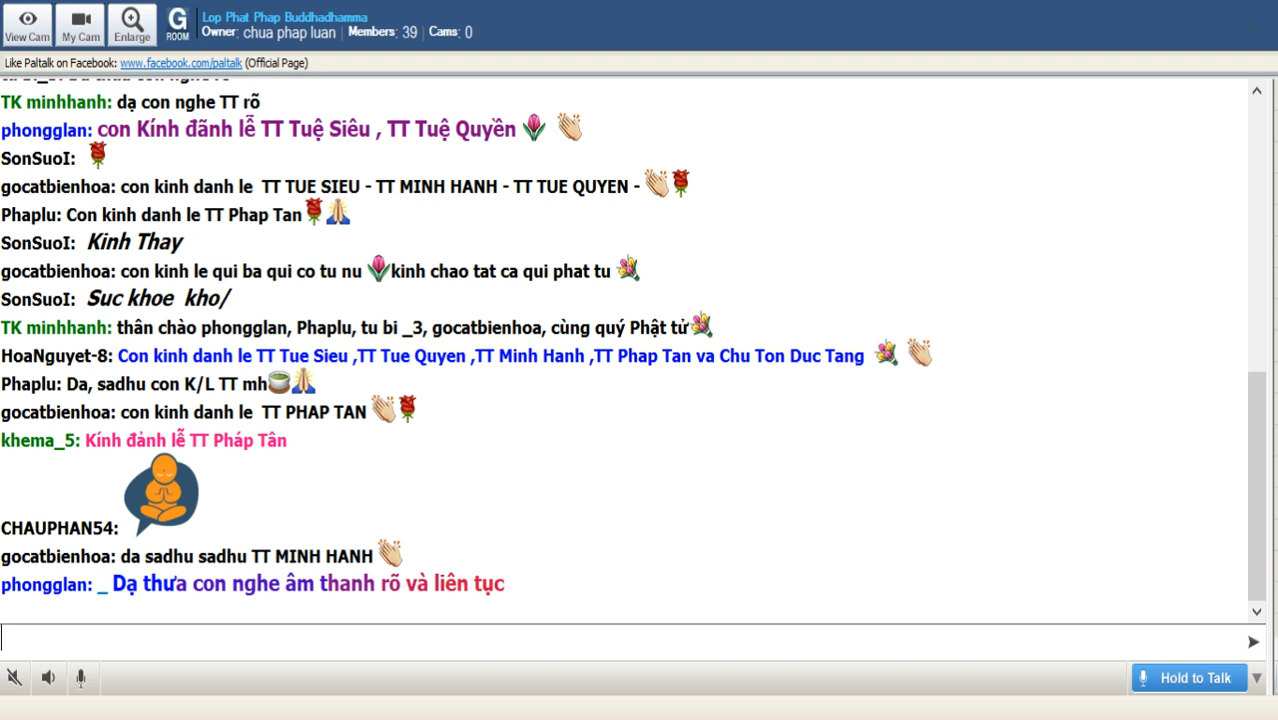 View Cam
My Cam
Enlarge
G
ROOM
Lop Phat Phap Buddhadhamma
Owner: chua phap luan | Members: 39 | Cams: 0
Like Paltalk on Facebook: www.facebook.com/paltalk (Official Page)
TK minhhanh: dạ con nghe TT rõ
phongglan: con Kính đãnh lễ TT Tuệ Siêu , TT Tuệ Quyền
SonSuoI:
gocatbienhoa: con kinh danh le TT TUE SIEU - TT MINH HANH - TT TUE QUYEN -
Phaplu: Con kinh danh le TT Phap Tan
SonSuoI: Kinh Thay
gocatbienhoa: con kinh le qui ba qui co tu nu kinh chao tat ca qui phat tu
SonSuoI: Suc khoe kho/
TK minhhanh: thân chào phongglan, Phaplu, tu bi _3, gocatbienhoa, cùng quý Phật tử
HoaNguyet-8: Con kinh danh le TT Tue Sieu ,TT Tue Quyen ,TT Minh Hanh ,TT Phap Tan va Chu Ton Duc Tang
Phaplu: Da, sadhu con K/L TT mh
gocatbienhoa: con kinh danh le TT PHAP TAN
khema_5: Kính đảnh lễ TT Pháp Tân
CHAUPHAN54:
gocatbienhoa: da sadhu sadhu TT MINH HANH
phongglan: _ Dạ thưa con nghe âm thanh rõ và liên tục
Hold to Talk